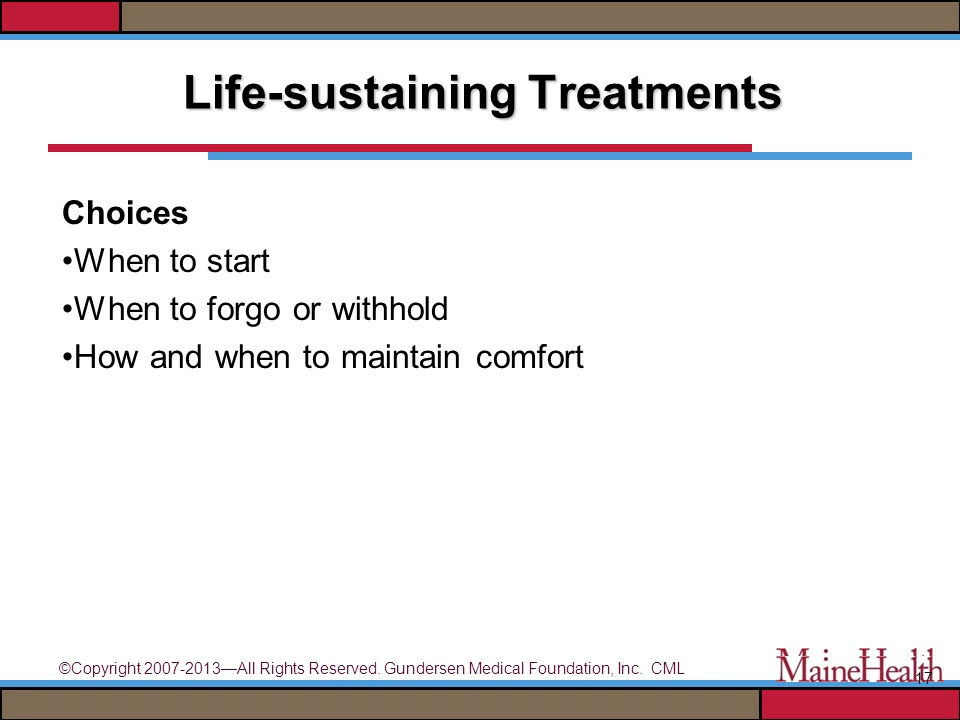 Life-sustaining Treatments
Choices
•When to start
•When to forgo or withhold
•How and when to maintain comfort
©Copyright 2007-2013—All Rights Reserved. Gundersen Medical Foundation, Inc. CML
MaineHealth
17